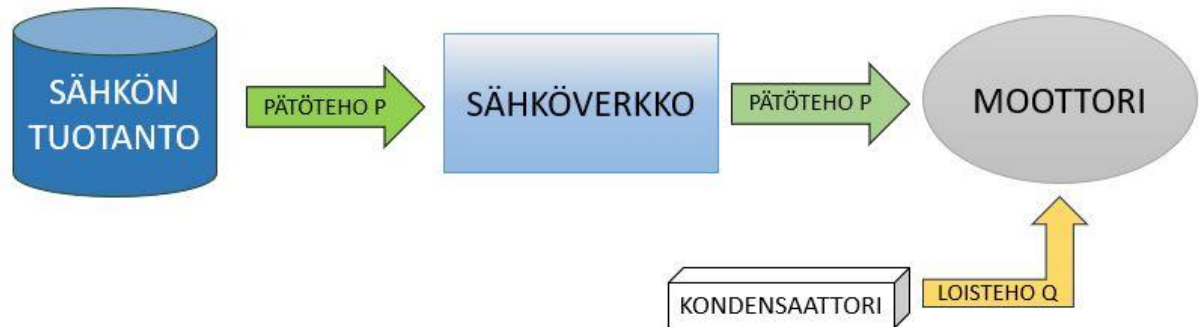 SÄHKÖN
TUOTANTO
PÄTÖTEHO P
SÄHKÖVERKKO
PÄTÖTEHO P
MOOTTORI
KONDENSAATTORI
LOISTEHO Q